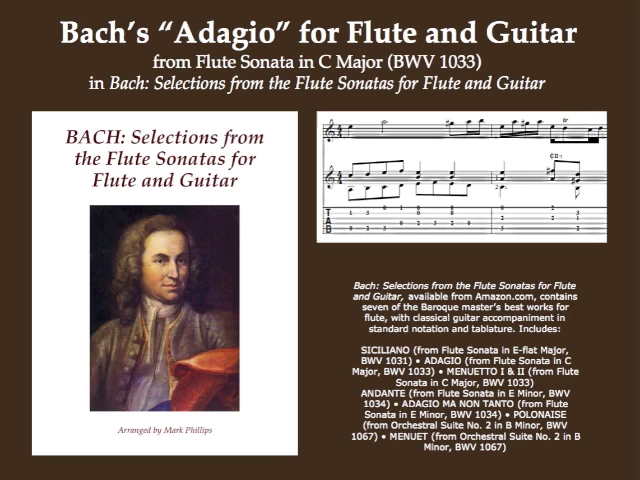 Bach's “Adagio” for Flute and Guitar
from Flute Sonata in C Major (BWV 1033)
in Bach: Selections from the Flute Sonatas for Flute and Guitar
BACH: Selections from
the Flute Sonatas for
Flute and Guitar
Arranged by Mark Phillips
Bach: Selections from the Flute Sonatas for Flute
and Guitar, available from Amazon.com, contains
seven of the Baroque master's best works for
flute, with classical guitar accompaniment in
standard notation and tablature. Includes:
SICILIANO (from Flute Sonata in E-flat Major,
BWV 1031) • ADAGIO (from Flute Sonata in C
Major, BWV 1033) • MENUETTO I & II (from Flute
Sonata in C Major, BWV 1033)
ANDANTE (from Flute Sonata in E Minor, BWV
1034) • ADAGIO MA NON TANTO (from Flute
Sonata in E Minor, BWV 1034) • POLONAISE
(from Orchestral Suite No. 2 in B Minor, BWV
1067) • MENUET (from Orchestral Suite No. 2 in B
Minor, BWV 1067)